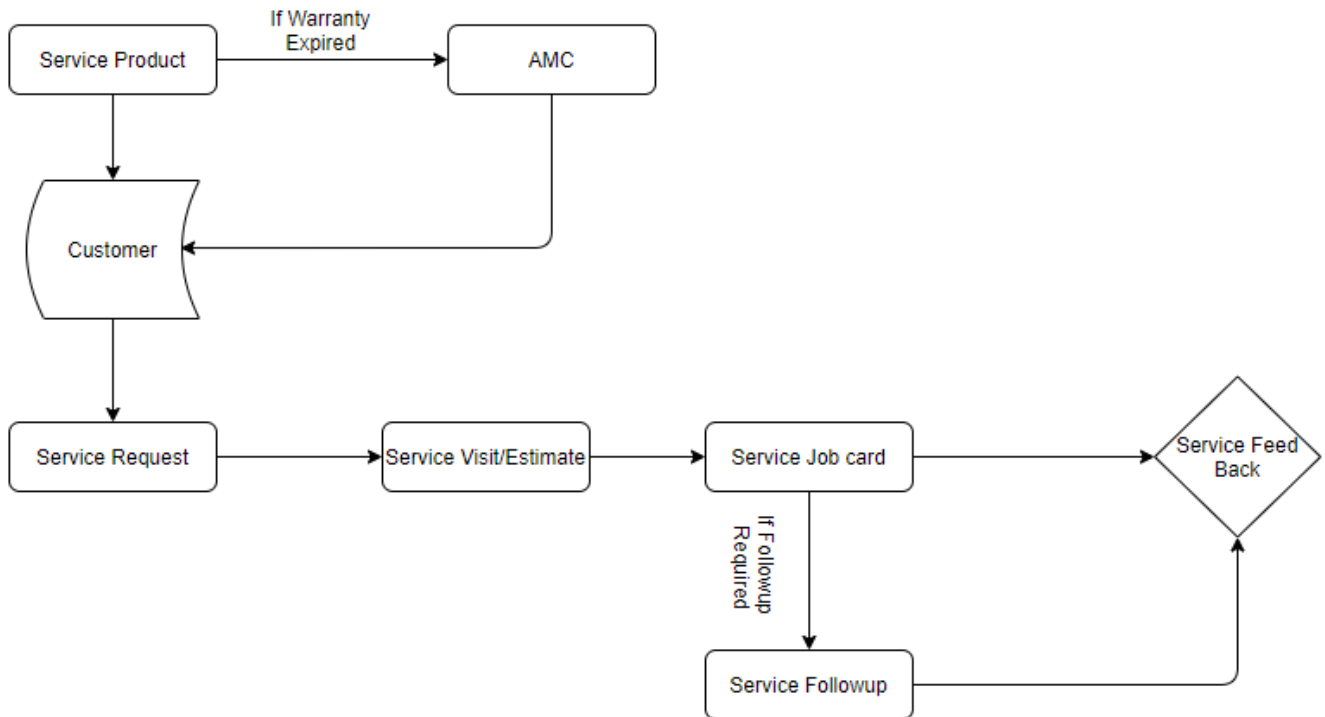 If Warranty
Expired
Service Product
AMC
Customer
Service Request
Service Visit/Estimate
Service Job card
Service Feed
Back
If Followup
Required
Service Followup